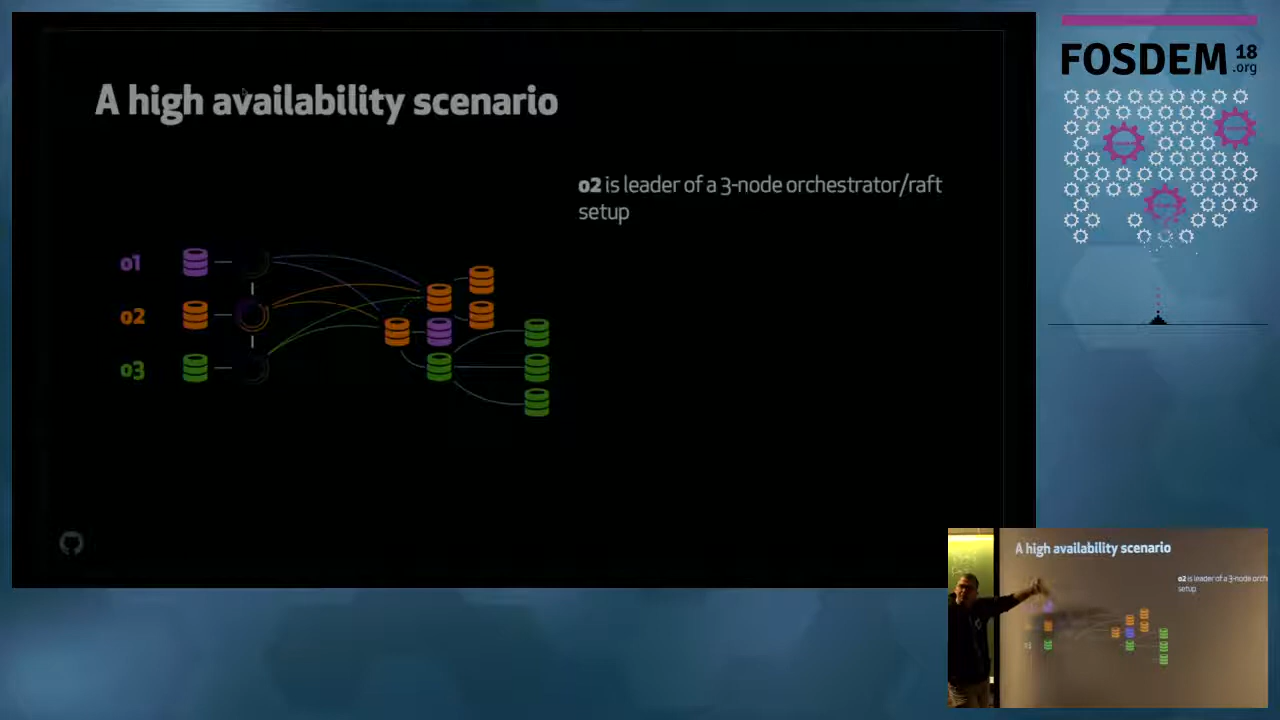 A high availability scenario
o2 is leader of a 3-node orchestrator/raft
setup
o1
o2
o3
FOSDEM 18
.org
A high availability scenario
o2 is leader of a 3-node orch
setup